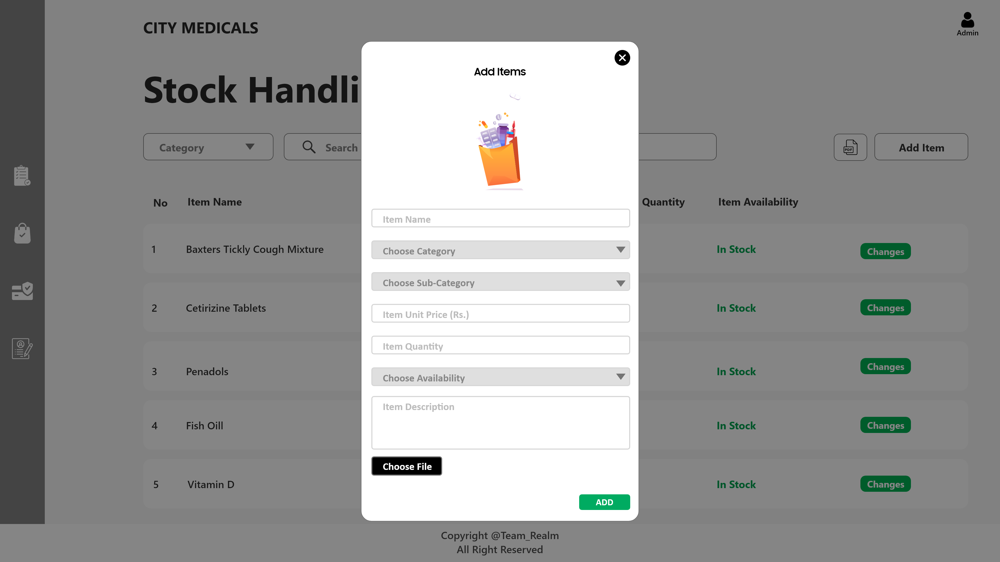 CITY MEDICALS
Admin
Add Items
Stock Handli
Category
Search
PDF
Add Item
No
Item Name
Quantity
Item Availability
Item Name
1
Baxters Tickly Cough Mixture
In Stock
Changes
Choose Category
Choose Sub-Category
2
Cetirizine Tablets
In Stock
Changes
Item Unit Price (Rs.)
Item Quantity
3
Penadols
In Stock
Changes
Choose Availability
Item Description
4
Fish Oill
In Stock
Changes
Choose File
5
Vitamin D
In Stock
Changes
ADD
Copyright @Team_Realm
All Right Reserved